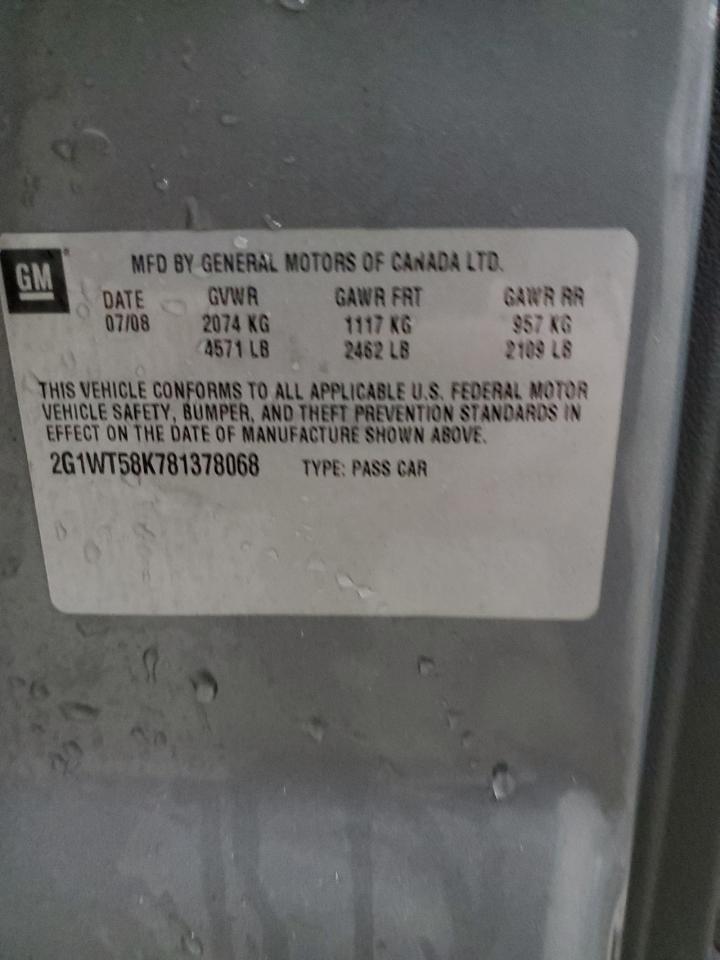 GM
MFD BY GENERAL MOTORS OF CANADA LTD.
DATE GVWR GAWR FRT GAWR RR
07/08 2074 KG 1117 KG 957 KG
4571 LB 2462 LB 2109 LB
THIS VEHICLE CONFORMS TO ALL APPLICABLE U.S. FEDERAL MOTOR
VEHICLE SAFETY, BUMPER, AND THEFT PREVENTION STANDARDS IN
EFFECT ON THE DATE OF MANUFACTURE SHOWN ABOVE.
2G1WT58K781378068 TYPE: PASS CAR